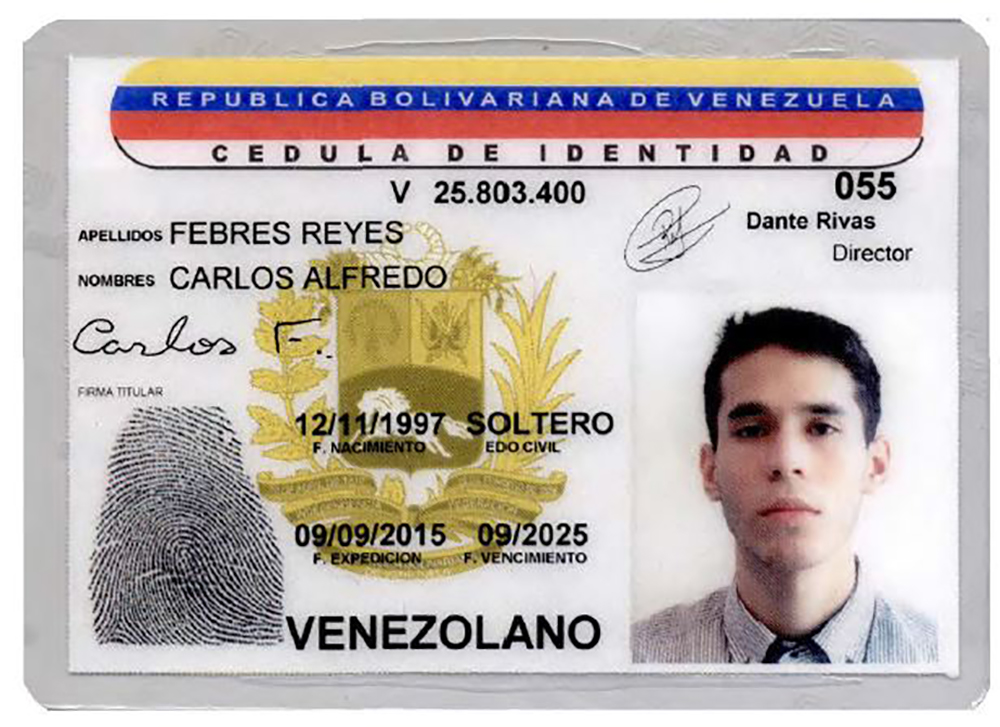 REPUBLICA BOLIVARIANA DE VENEZUELA
CEDULA DE IDENTIDAD
V 25.803.400
055
Dante Rivas
Director
APELLIDOS FEBRES REYES
NOMBRES CARLOS ALFREDO
Carlos F.
FIRMA TITULAR
12/11/1997 SOLTERO
F. NACIMIENTO EDO CIVIL
09/09/2015 09/2025
F. EXPEDICION F. VENCIMIENTO
VENEZOLANO